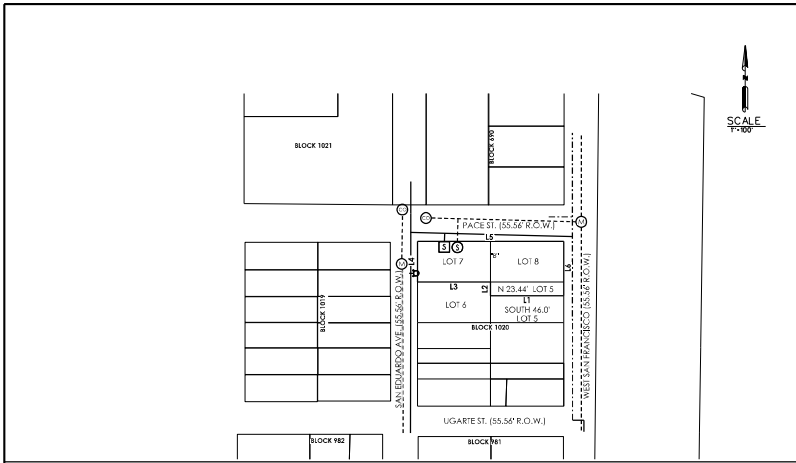 N
SCALE
1"=100'
BLOCK 1021
BLOCK 690
CO
CO
M
PACE ST. (55.56' R.O.W.)
L5
S
S
"B"
LOT 7
LOT 8
L4
L6
M
L3
L2
N 23.44' LOT 5
L1
LOT 6
SOUTH 46.0'
LOT 5
BLOCK 1019
BLOCK 1020
SAN EDUARDO AVE. (55.56' R.O.W.)
WEST SAN FRANCISCO (55.56' R.O.W.)
UGARTE ST. (55.56' R.O.W.)
BLOCK 982
BLOCK 981